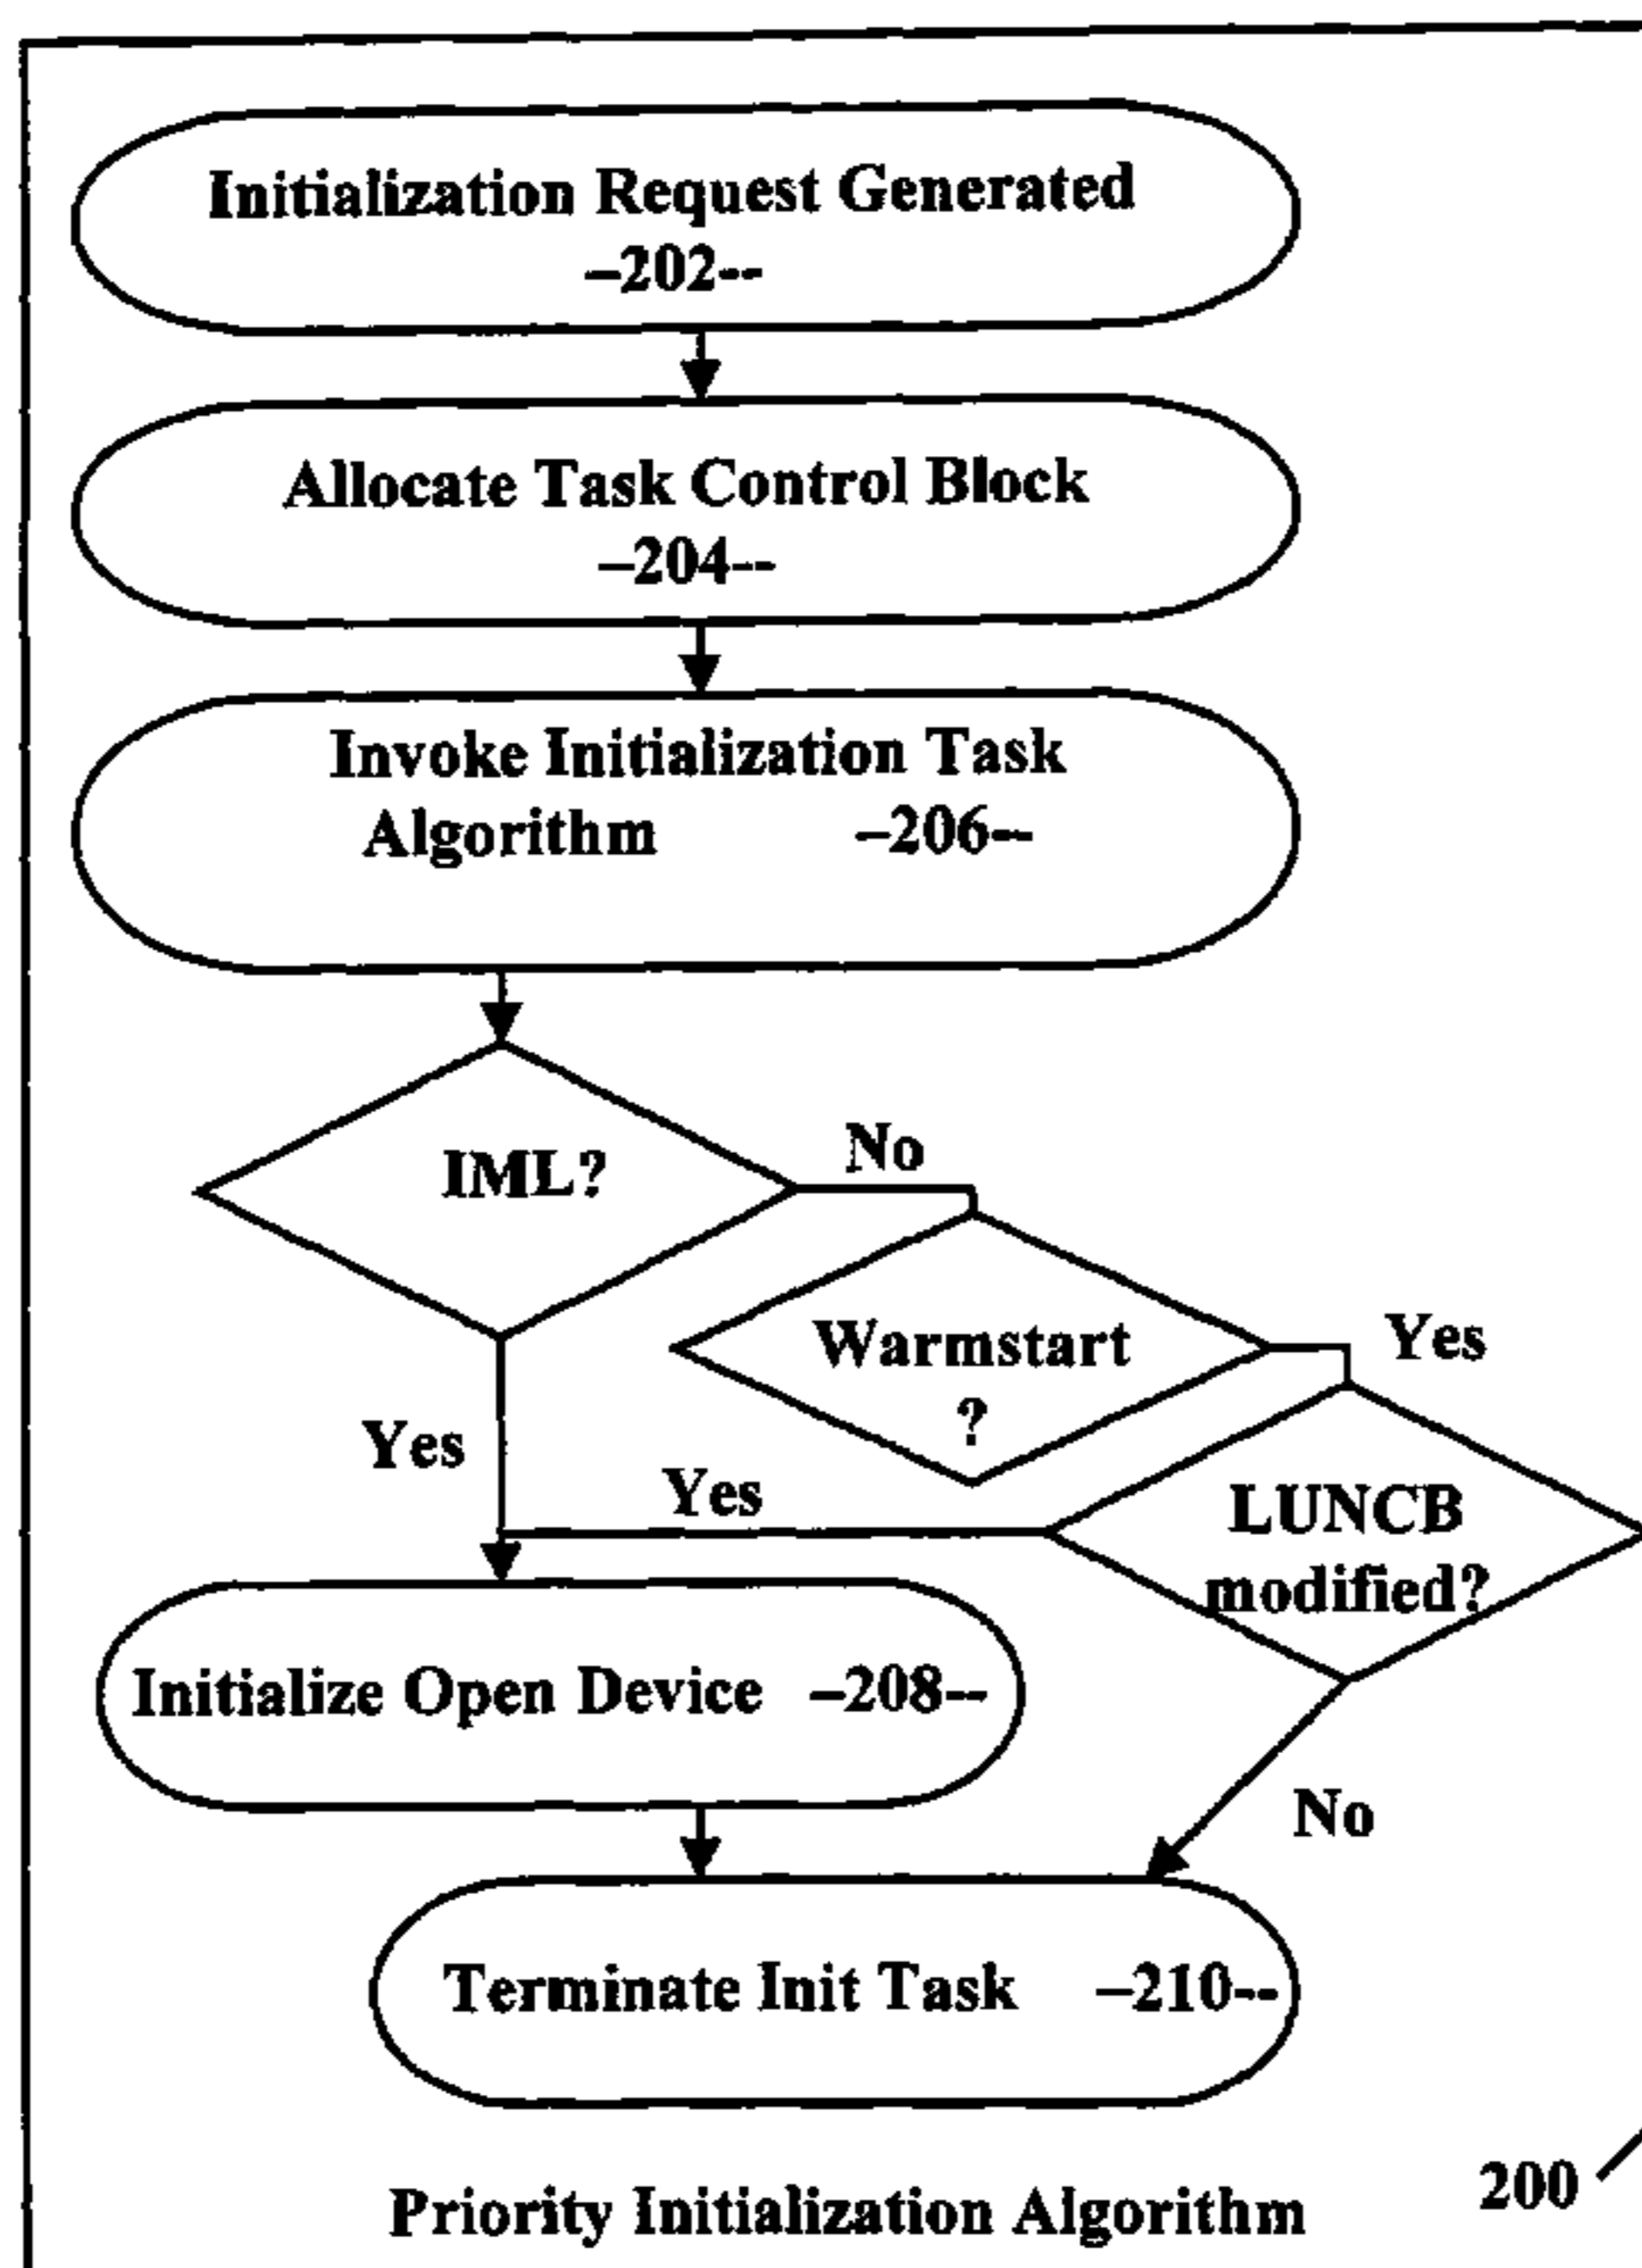 Initialization Request Generated
–202--
Allocate Task Control Block
–204--
Invoke Initialization Task
Algorithm –206--
IML?
No
Warmstart
?
Yes
Yes
Yes
LUNCB
modified?
Initialize Open Device –208--
No
Terminate Init Task –210--
200
Priority Initialization Algorithm